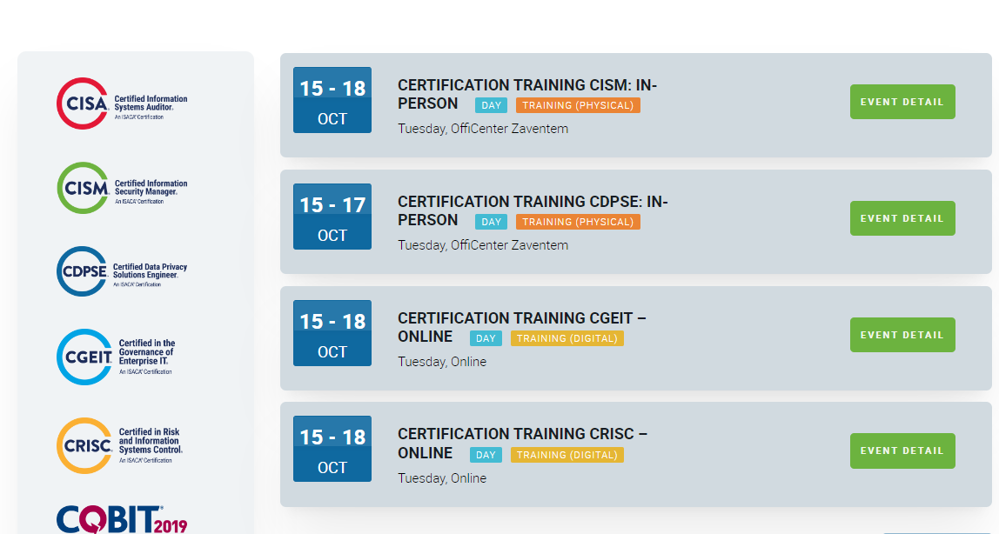 CISA
Certified Information
Systems Auditor.
An ISACA® Certification
CISM
Certified Information
Security Manager.
An ISACA® Certification
CDPSE
Certified Data Privacy
Solutions Engineer.
An ISACA® Certification
CGEIT
Certified in the
Governance of
Enterprise IT.
An ISACA® Certification
CRISC
Certified in Risk
and Information
Systems Control.
An ISACA® Certification
COBIT® 2019
15 - 18
OCT
CERTIFICATION TRAINING CISM: IN-
PERSON DAY TRAINING (PHYSICAL)
Tuesday, OffiCenter Zaventem
EVENT DETAIL
15 - 17
OCT
CERTIFICATION TRAINING CDPSE: IN-
PERSON DAY TRAINING (PHYSICAL)
Tuesday, OffiCenter Zaventem
EVENT DETAIL
15 - 18
OCT
CERTIFICATION TRAINING CGEIT –
ONLINE DAY TRAINING (DIGITAL)
Tuesday, Online
EVENT DETAIL
15 - 18
OCT
CERTIFICATION TRAINING CRISC –
ONLINE DAY TRAINING (DIGITAL)
Tuesday, Online
EVENT DETAIL